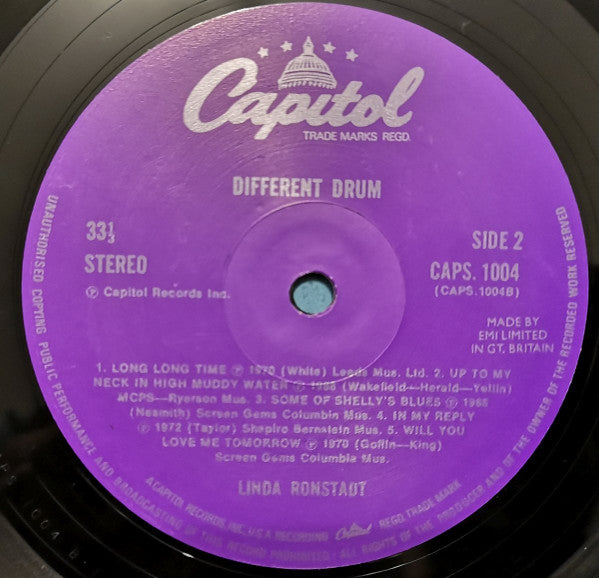 Capitol
TRADE MARKS REGD.
DIFFERENT DRUM
33⅓
STEREO
℗ Capitol Records Inc.
SIDE 2
CAPS. 1004
(CAPS.1004B)
MADE BY
EMI LIMITED
IN GT. BRITAIN
1. LONG LONG TIME ℗ 1970 (White) Leeds Mus. Ltd. 2. UP TO MY
NECK IN HIGH MUDDY WATER ℗ 1968 (Wakefield—Herald—Yellin)
MCPS—Ryerson Mus. 3. SOME OF SHELLY'S BLUES ℗ 1968
(Nesmith) Screen Gems Columbia Mus. 4. IN MY REPLY
℗ 1972 (Taylor) Shapiro Bernstein Mus. 5. WILL YOU
LOVE ME TOMORROW ℗ 1970 (Goffin—King)
Screen Gems Columbia Mus.
LINDA RONSTADT
A CAPITOL RECORDS, INC., U.S.A. RECORDING Capitol REGD. TRADE MARK
UNAUTHORISED COPYING PUBLIC PERFORMANCE AND BROADCASTING OF THIS RECORD PROHIBITED · ALL RIGHTS OF THE PRODUCER AND OF THE OWNER OF THE RECORDED WORK RESERVED